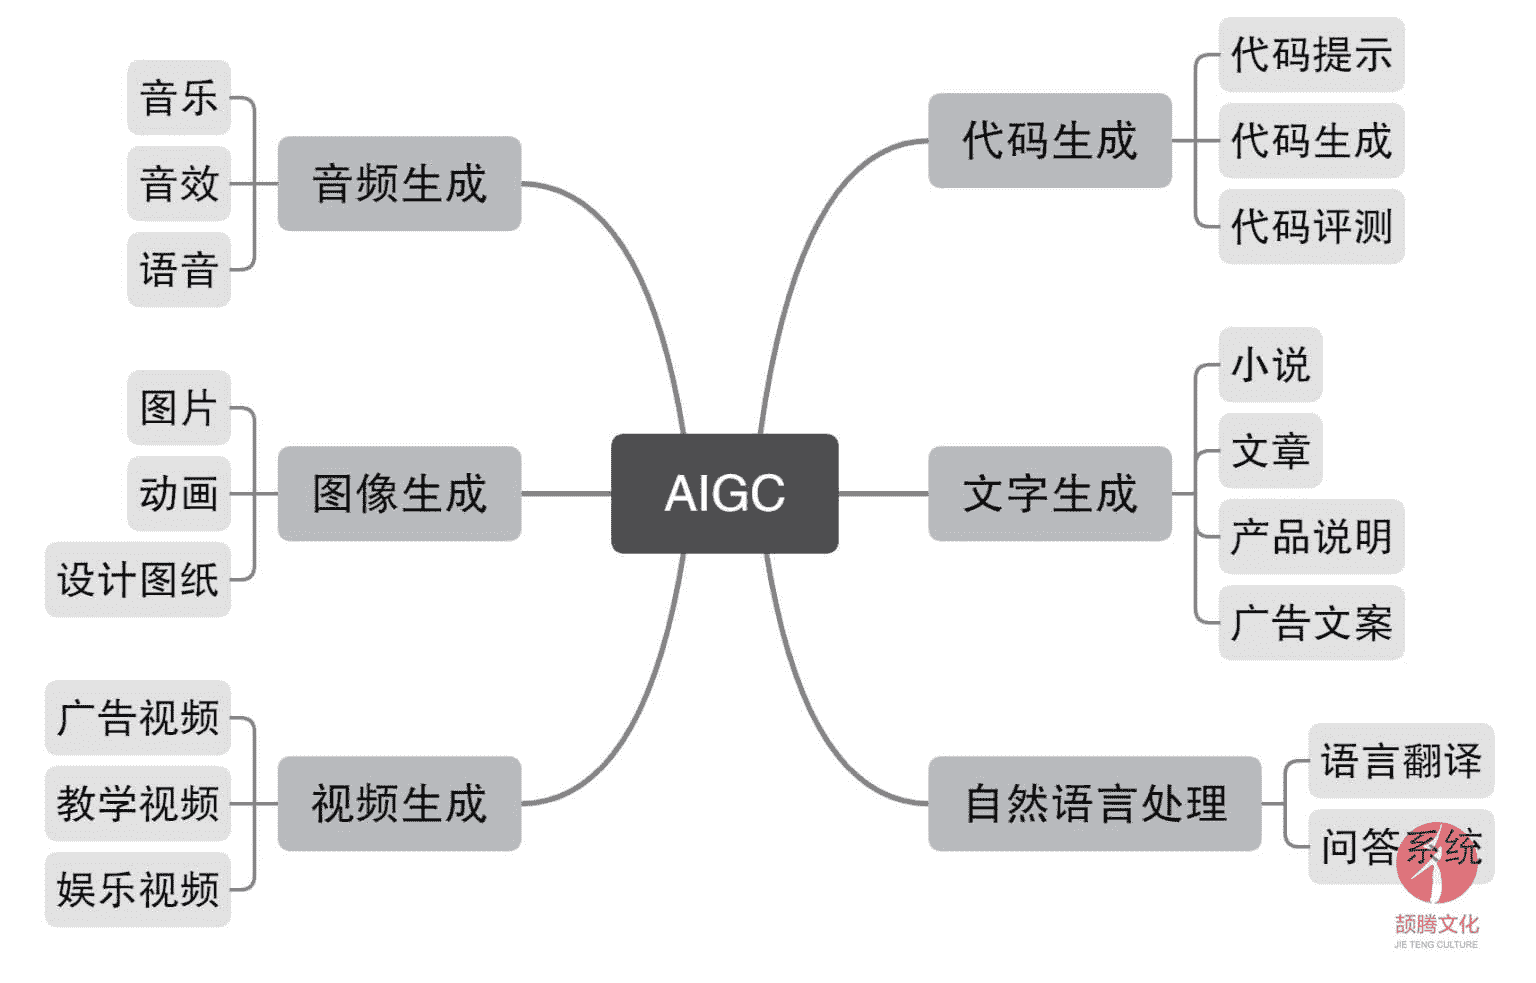 AIGC
音频生成
音乐
音效
语音
图像生成
图片
动画
设计图纸
视频生成
广告视频
教学视频
娱乐视频
代码生成
代码提示
代码生成
代码评测
文字生成
小说
文章
产品说明
广告文案
自然语言处理
语言翻译
问答系统
颉腾文化
JIE TENG CULTURE